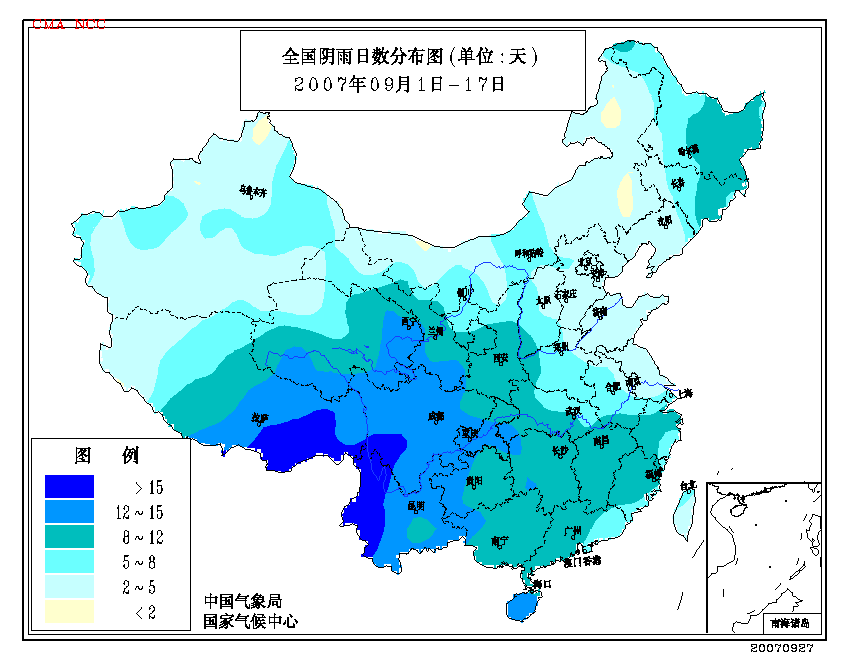 CMA NCC
全国阴雨日数分布图(单位:天)
2007年09月1日-17日
哈尔滨
长春
乌鲁木齐
沈阳
呼和浩特
北京
天津
银川
太原
石家庄
济南
西宁
兰州
郑州
西安
合肥
南京
上海
拉萨
成都
武汉
重庆
长沙
南昌
贵阳
福州
台北
昆明
南宁
广州
澳门香港
海口
图 例
>15
12~15
8~12
5~8
2~5
<2
中国气象局
国家气候中心
南海诸岛
20070927